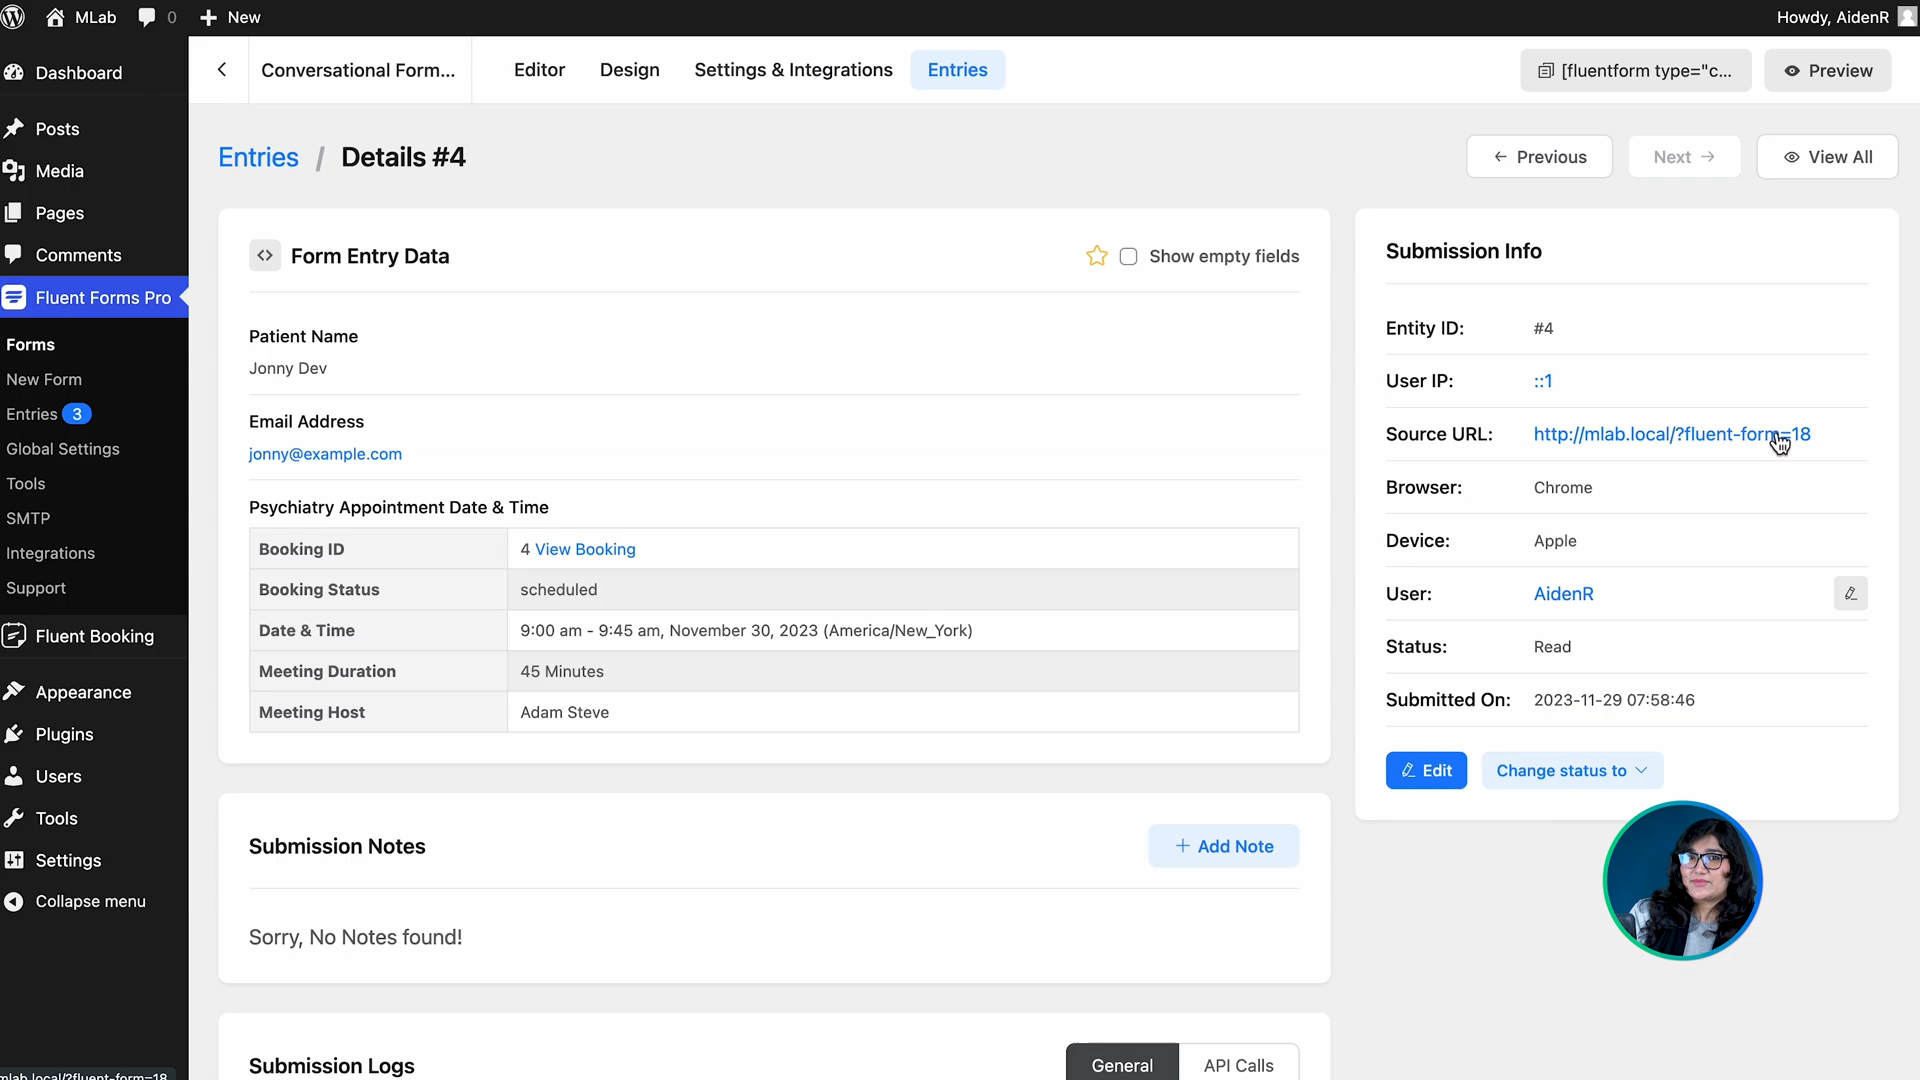 MLab 0 New Howdy, AidenR
Dashboard
Posts
Media
Pages
Comments
Fluent Forms Pro
Forms
New Form
Entries 3
Global Settings
Tools
SMTP
Integrations
Support
Fluent Booking
Appearance
Plugins
Users
Tools
Settings
Collapse menu
Conversational Form... Editor Design Settings & Integrations Entries [fluentform type="c... Preview
Entries / Details #4 ← Previous Next → View All
Form Entry Data Show empty fields
Patient Name
Jonny Dev
Email Address
jonny@example.com
Psychiatry Appointment Date & Time
Booking ID 4 View Booking
Booking Status scheduled
Date & Time 9:00 am - 9:45 am, November 30, 2023 (America/New_York)
Meeting Duration 45 Minutes
Meeting Host Adam Steve
Submission Notes + Add Note
Sorry, No Notes found!
Submission Logs General API Calls
Submission Info
Entity ID: #4
User IP: ::1
Source URL: http://mlab.local/?fluent-form=18
Browser: Chrome
Device: Apple
User: AidenR
Status: Read
Submitted On: 2023-11-29 07:58:46
Edit Change status to
mlab.local/?fluent-form=18